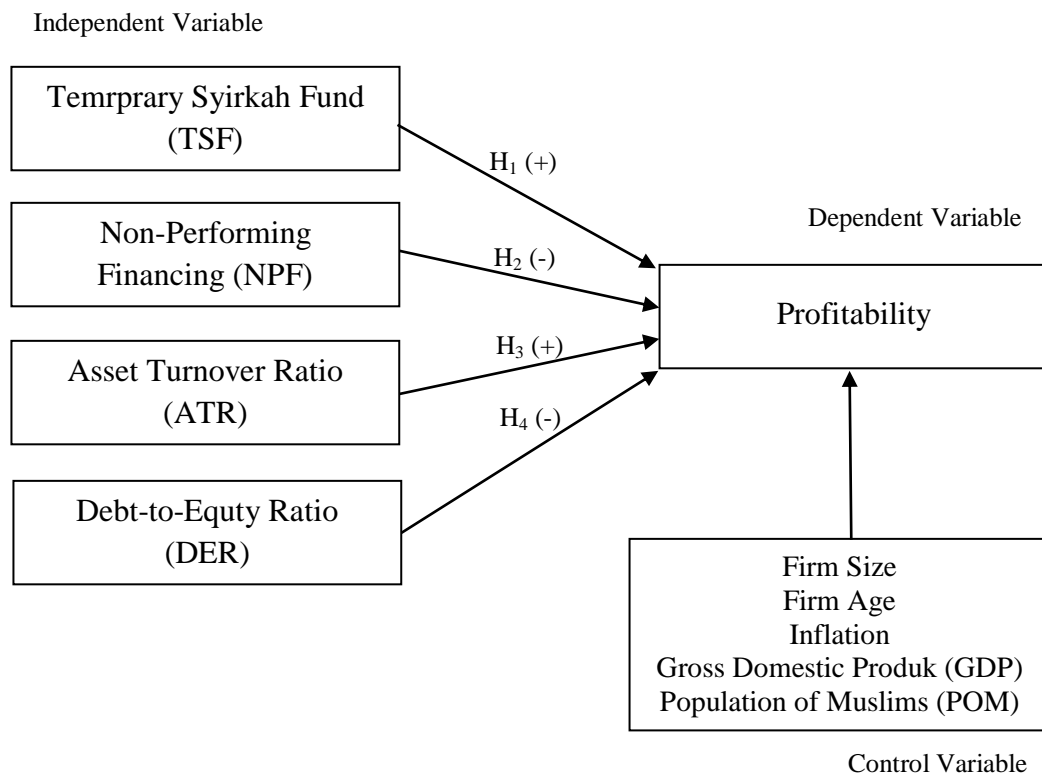 Independent Variable
Temrprary Syirkah Fund
(TSF)
H₁ (+)
Non-Performing
Financing (NPF)
H₂ (-)
Dependent Variable
Profitability
Asset Turnover Ratio
(ATR)
H₃ (+)
H₄ (-)
Debt-to-Equty Ratio
(DER)
Firm Size
Firm Age
Inflation
Gross Domestic Produk (GDP)
Population of Muslims (POM)
Control Variable